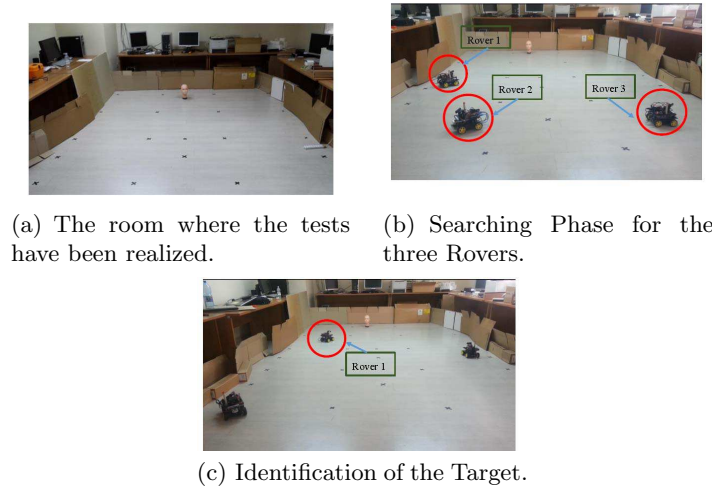 Rover 1
Rover 2
Rover 3
(a) The room where the tests
have been realized.
(b) Searching Phase for the
three Rovers.
Rover 1
(c) Identification of the Target.